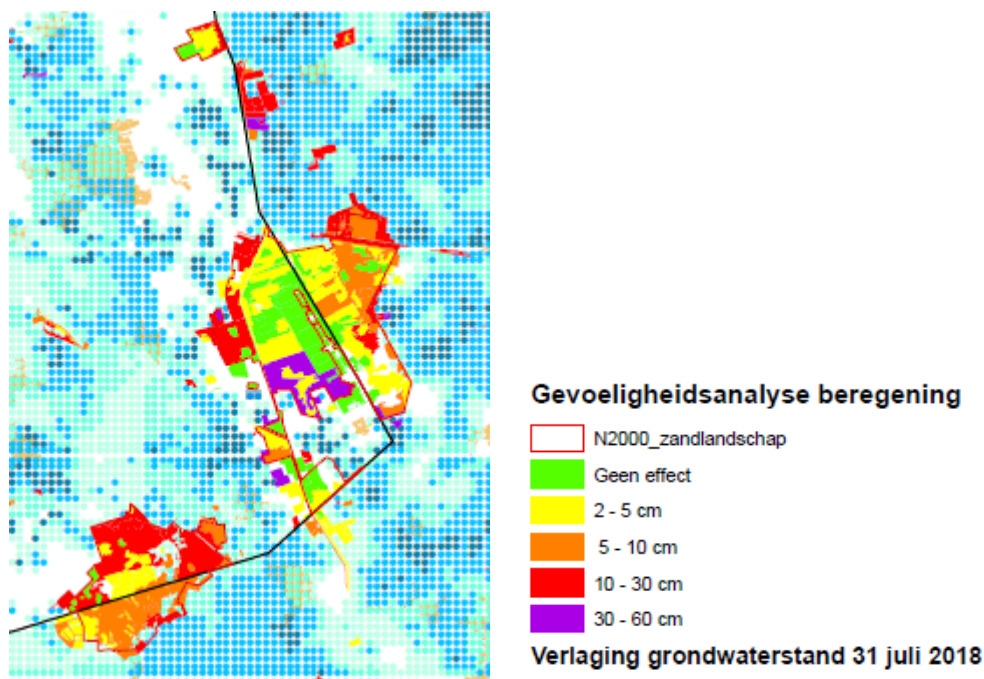 Gevoeligheidsanalyse beregening
N2000_zandlandschap
Geen effect
2 - 5 cm
5 - 10 cm
10 - 30 cm
30 - 60 cm
Verlaging grondwaterstand 31 juli 2018